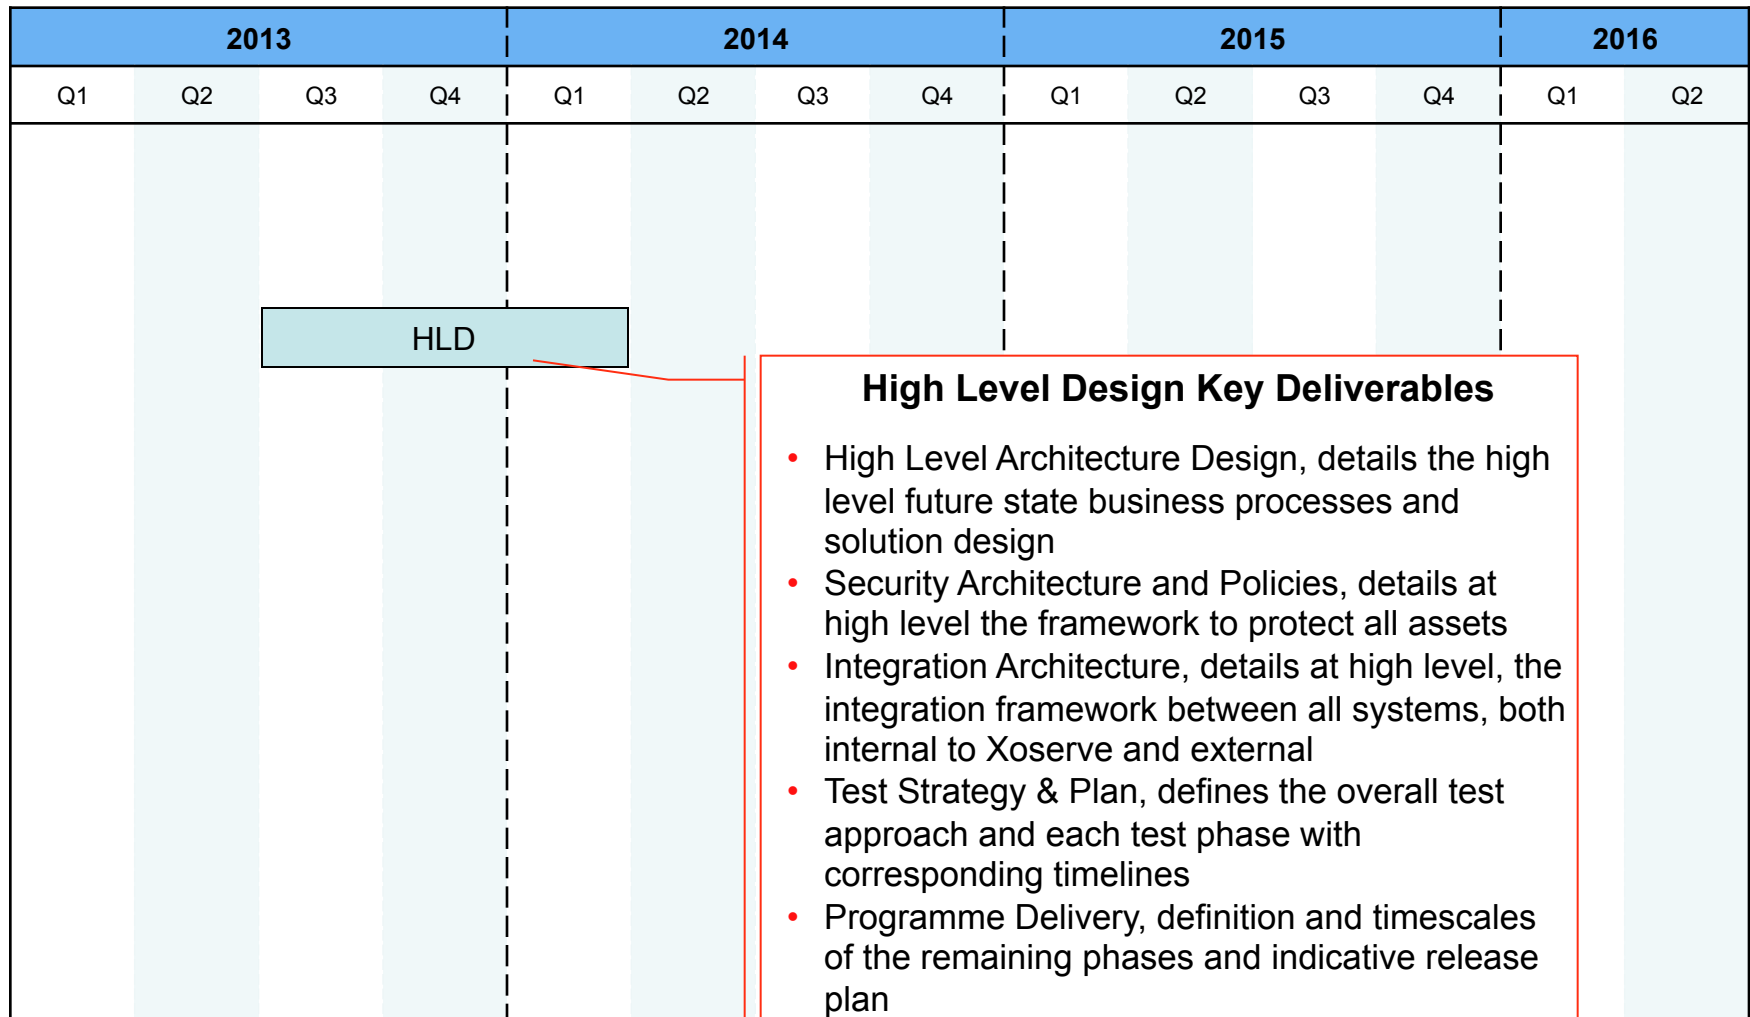 2013 2014 2015 2016
Q1 Q2 Q3 Q4 Q1 Q2 Q3 Q4 Q1 Q2 Q3 Q4 Q1 Q2
HLD
High Level Design Key Deliverables
• High Level Architecture Design, details the high
level future state business processes and
solution design
• Security Architecture and Policies, details at
high level the framework to protect all assets
• Integration Architecture, details at high level, the
integration framework between all systems, both
internal to Xoserve and external
• Test Strategy & Plan, defines the overall test
approach and each test phase with
corresponding timelines
• Programme Delivery, definition and timescales
of the remaining phases and indicative release
plan